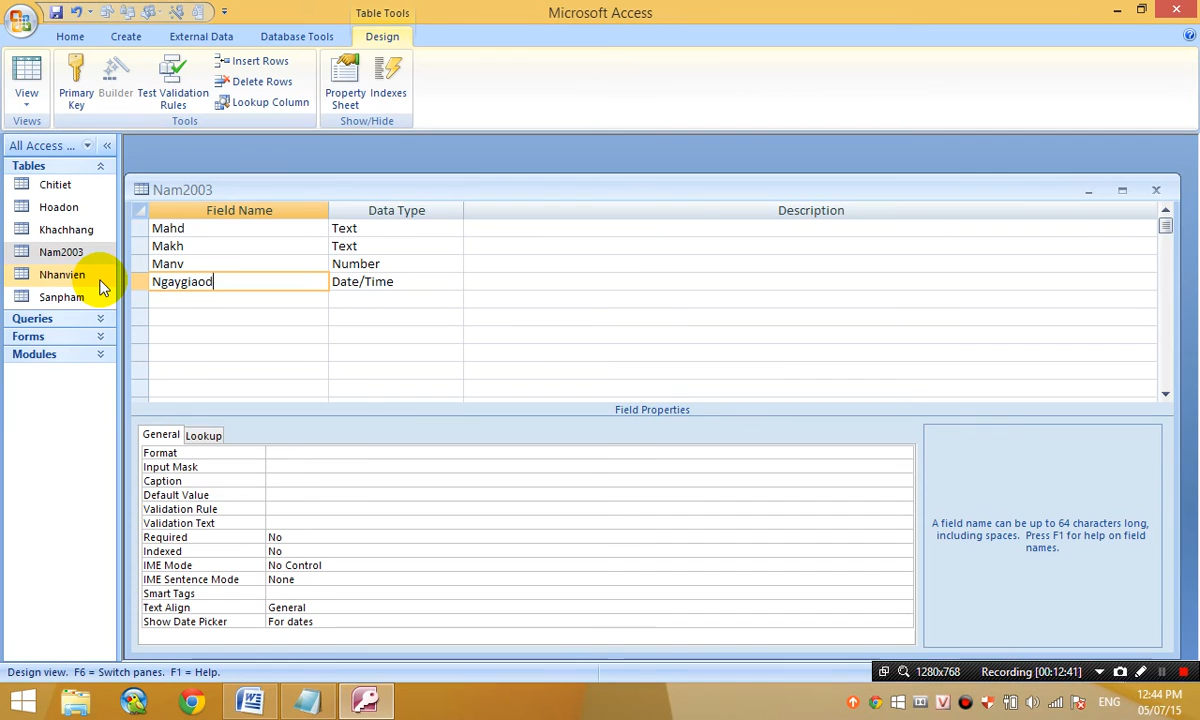 Table Tools
Microsoft Access
Home
Create
External Data
Database Tools
Design
View
Primary Key
Builder
Test Validation Rules
Insert Rows
Delete Rows
Lookup Column
Property Sheet
Indexes
Views
Tools
Show/Hide
All Access ...
Tables
Chitiet
Hoadon
Khachhang
Nam2003
Nhanvien
Sanpham
Queries
Forms
Modules
Nam2003
Field Name Data Type Description
Mahd Text
Makh Text
Manv Number
Ngaygiaod Date/Time
Field Properties
General Lookup
Format
Input Mask
Caption
Default Value
Validation Rule
Validation Text
Required No
Indexed No
IME Mode No Control
IME Sentence Mode None
Smart Tags
Text Align General
Show Date Picker For dates
A field name can be up to 64 characters long,
including spaces. Press F1 for help on field
names.
Design view. F6 = Switch panes. F1 = Help.
1280x768
Recording [00:12:41]
ENG
12:44 PM
05/07/15